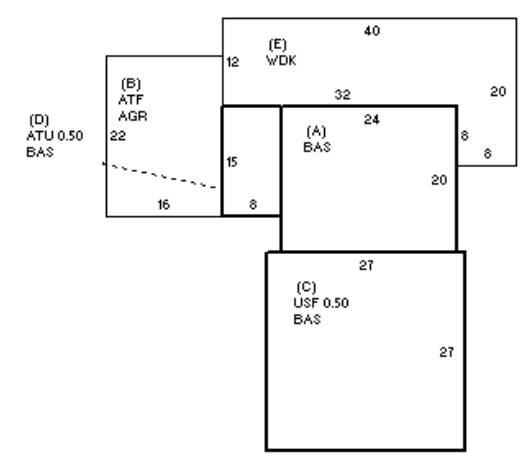 40
(E)
WDK
12
(B)
ATF
AGR
20
32
(D)
ATU 0.50
BAS
22
24
(A)
BAS
8
8
15
20
16
8
27
(C)
USF 0.50
BAS
27